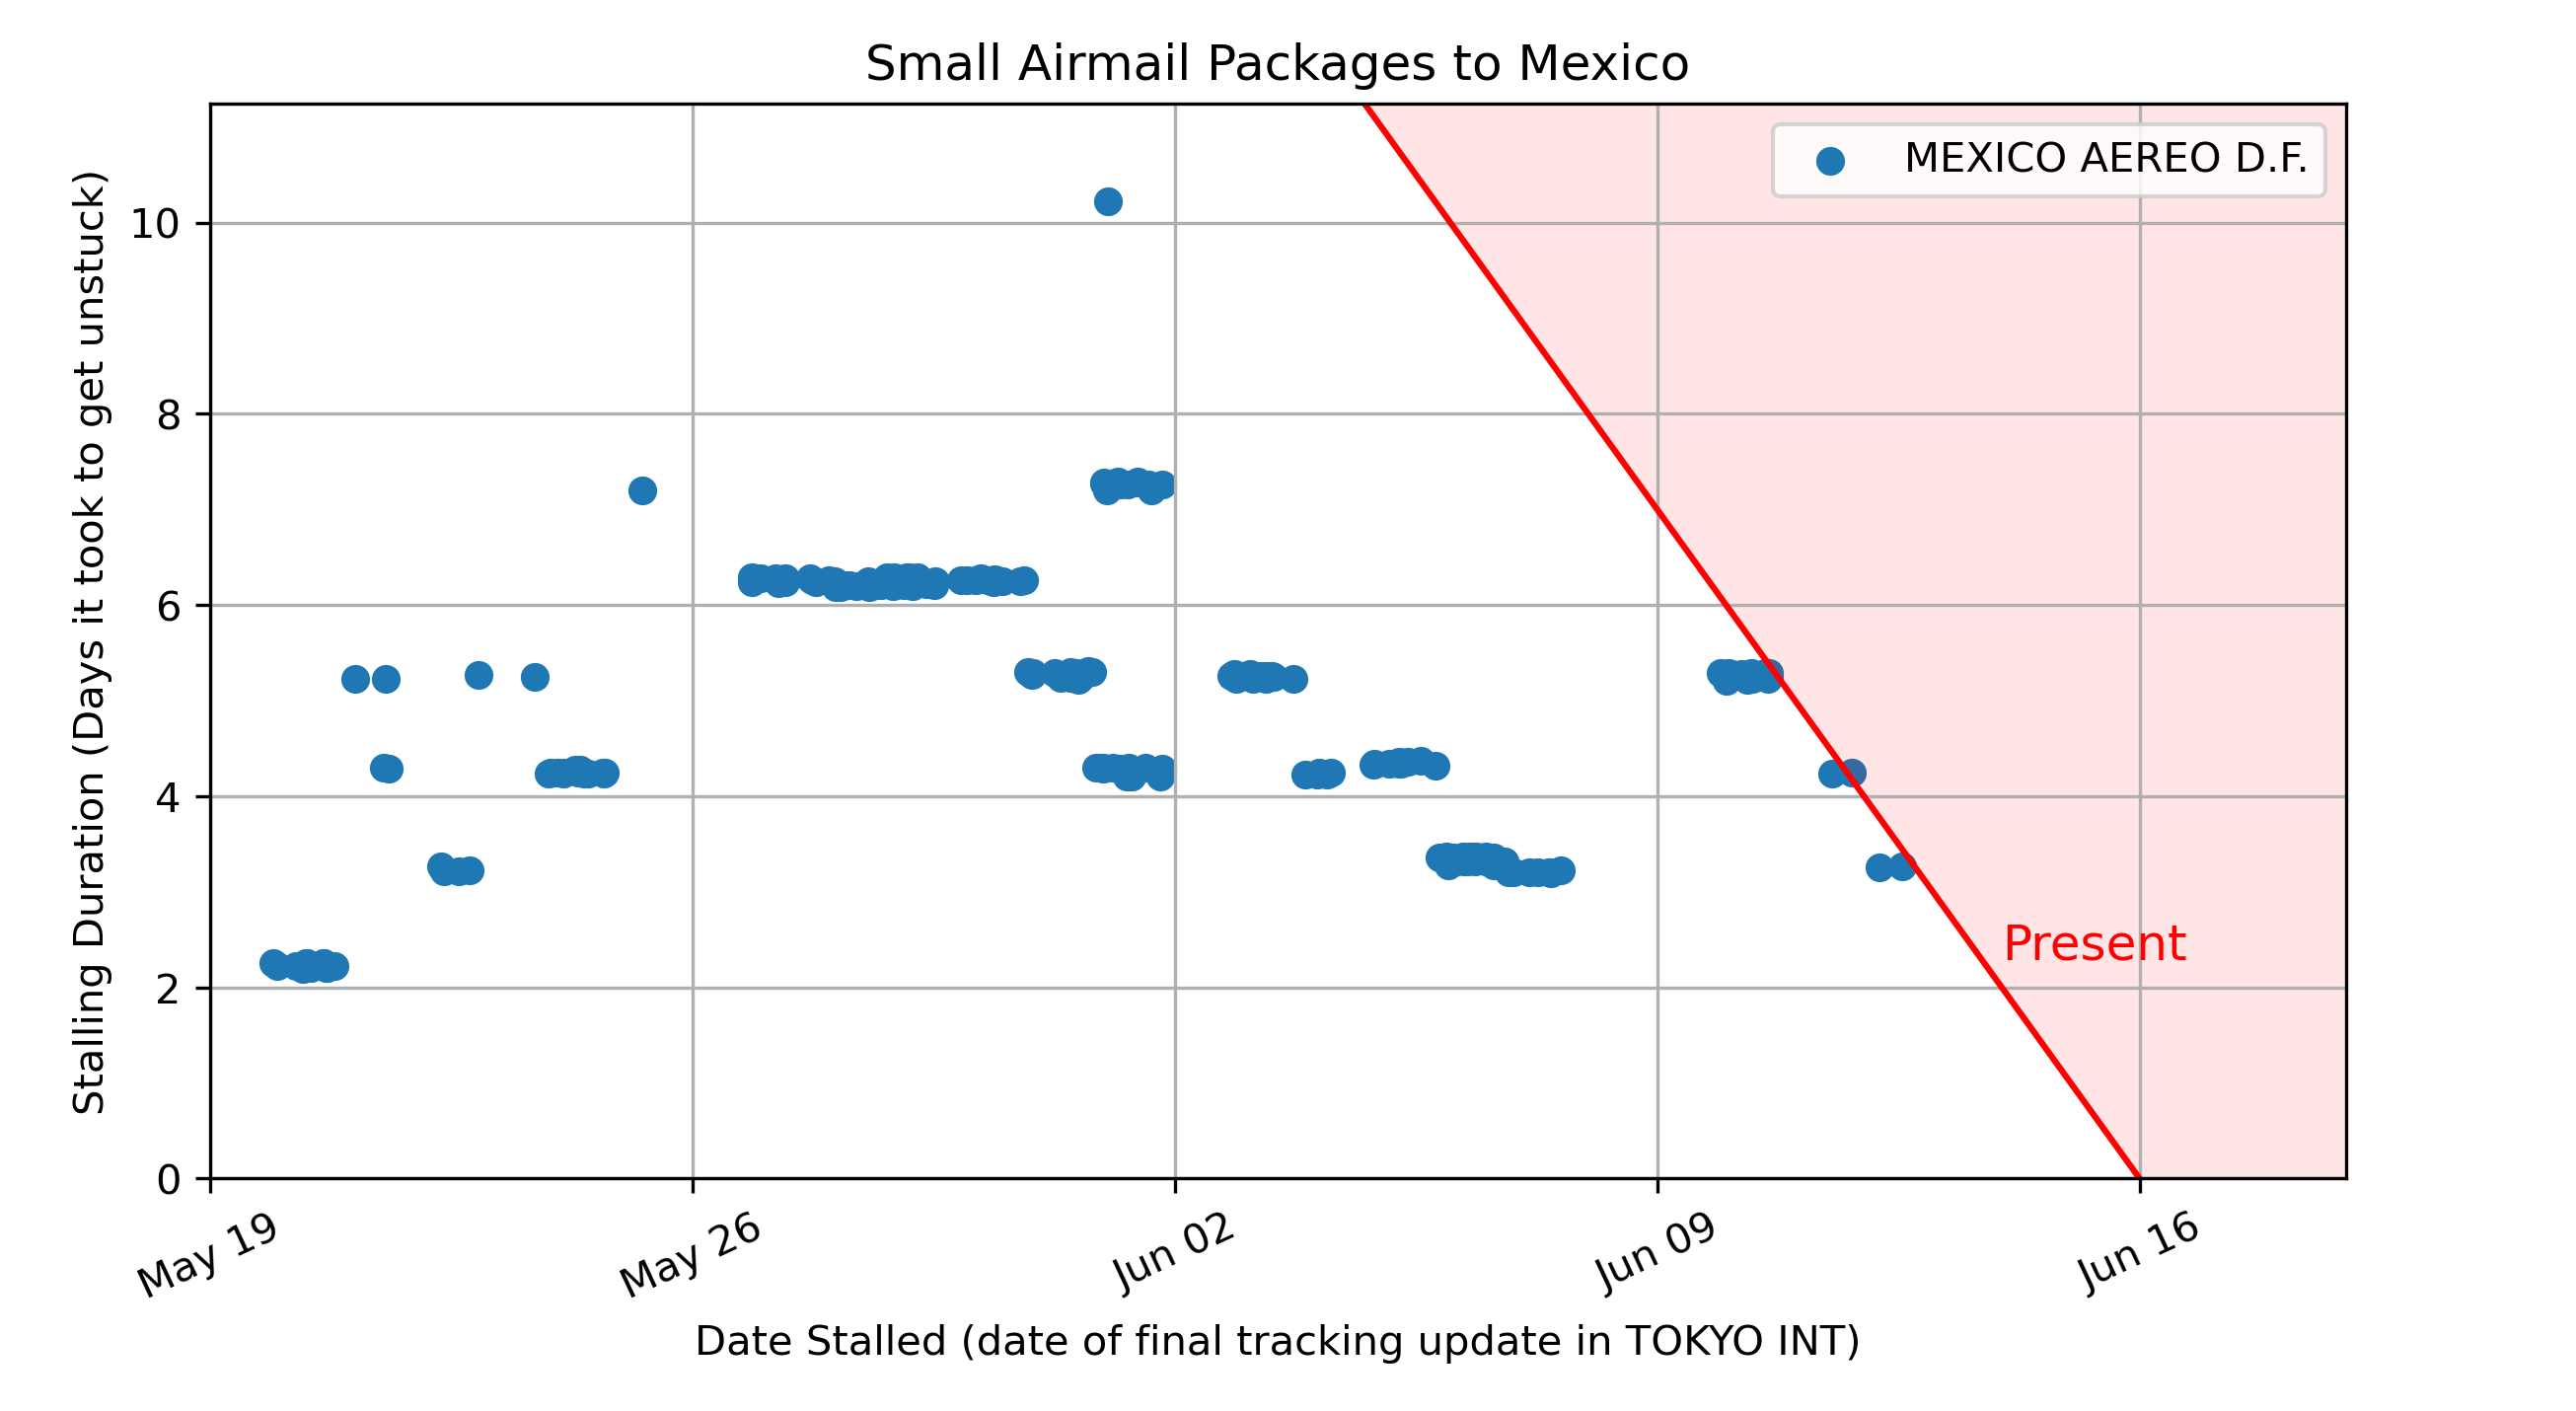 Small Airmail Packages to Mexico
MEXICO AEREO D.F.
Stalling Duration (Days it took to get unstuck)
10
8
6
4
2
0
Present
May 19
May 26
Jun 02
Jun 09
Jun 16
Date Stalled (date of final tracking update in TOKYO INT)